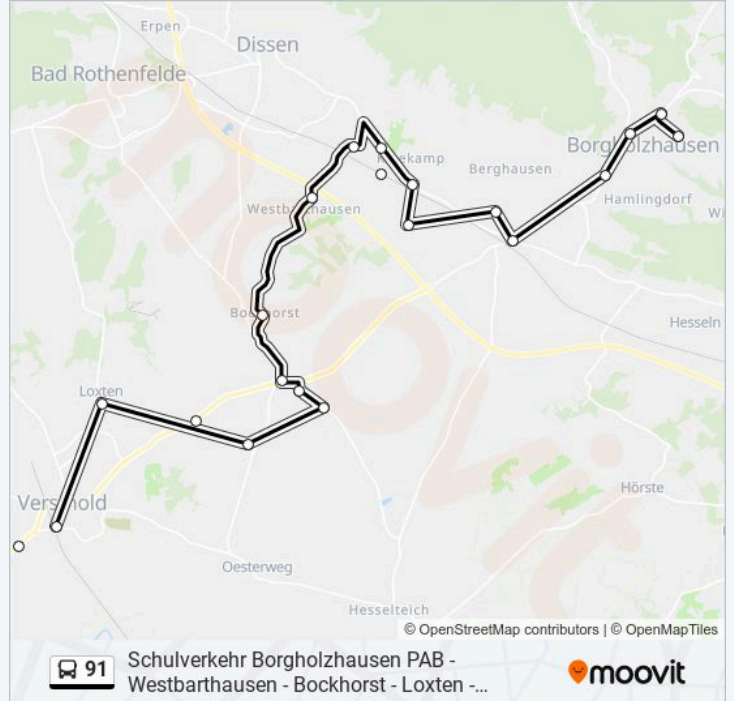 Erpen
Dissen
Bad Rothenfelde
Borgholzhausen
Berghausen
Hamlingdorf
Wi
Westbarthausen
Bockhorst
Hesseln
Loxten
Versmold
Hörste
Oesterweg
Hesselteich
© OpenStreetMap contributors | © OpenMapTiles
91
Schulverkehr Borgholzhausen PAB -
Westbarthausen - Bockhorst - Loxten -...
moovit